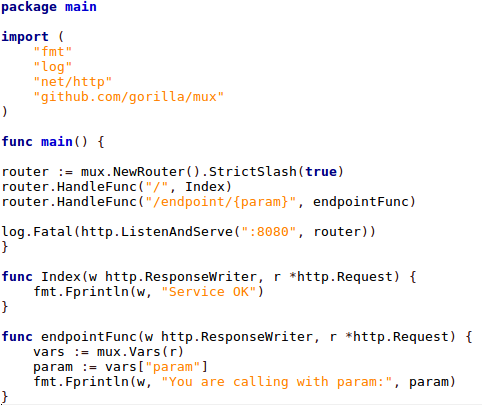 package main

import (
    "fmt"
    "log"
    "net/http"
    "github.com/gorilla/mux"
)

func main() {

router := mux.NewRouter().StrictSlash(true)
router.HandleFunc("/", Index)
router.HandleFunc("/endpoint/{param}", endpointFunc)

log.Fatal(http.ListenAndServe(":8080", router))
}

func Index(w http.ResponseWriter, r *http.Request) {
    fmt.Fprintln(w, "Service OK")
}

func endpointFunc(w http.ResponseWriter, r *http.Request) {
    vars := mux.Vars(r)
    param := vars["param"]
    fmt.Fprintln(w, "You are calling with param:", param)
}